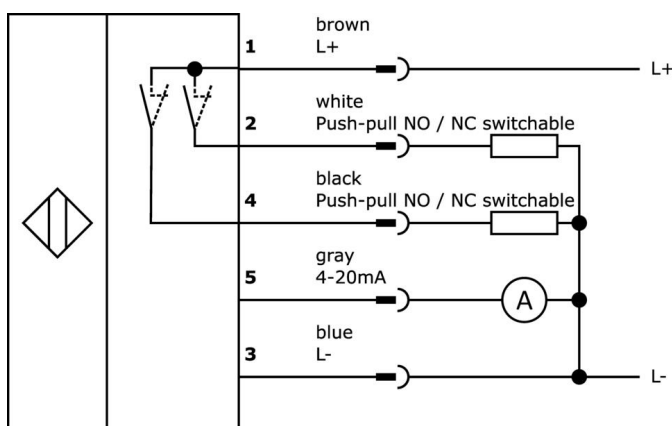 brown
1 L+
L+
white
2 Push-pull NO / NC switchable
black
4 Push-pull NO / NC switchable
gray
5 4-20mA
A
blue
3 L-
L-